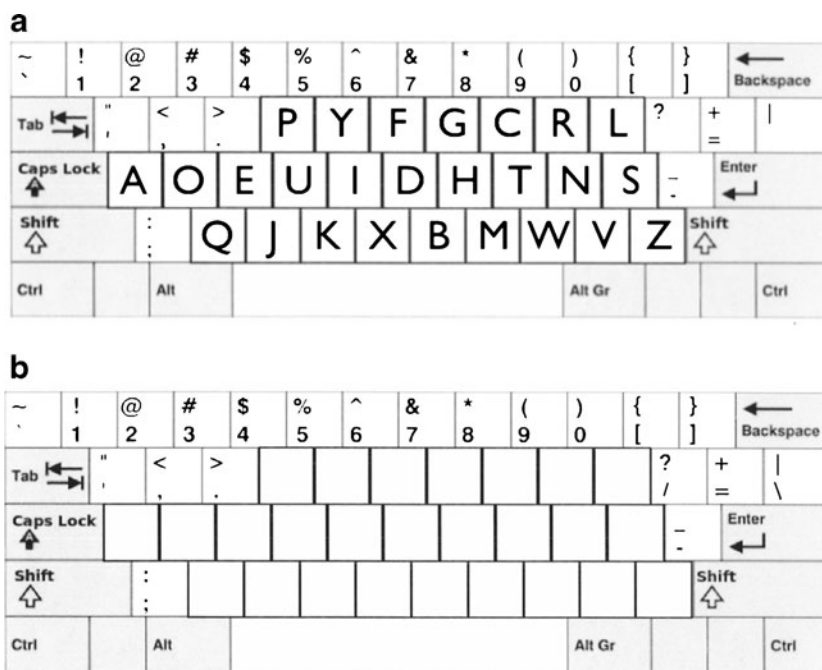 a
~ ! @ # $ % ^ & * ( ) { }
` 1 2 3 4 5 6 7 8 9 0 [ ] Backspace
Tab " < > P Y F G C R L ? + |
' , . =
Caps Lock A O E U I D H T N S _ - Enter
Shift : ; Q J K X B M W V Z Shift
Ctrl Alt Alt Gr Ctrl
b
~ ! @ # $ % ^ & * ( ) { }
` 1 2 3 4 5 6 7 8 9 0 [ ] Backspace
Tab " < > ? + |
' , . / = \
Caps Lock _ - Enter
Shift : ; Shift
Ctrl Alt Alt Gr Ctrl